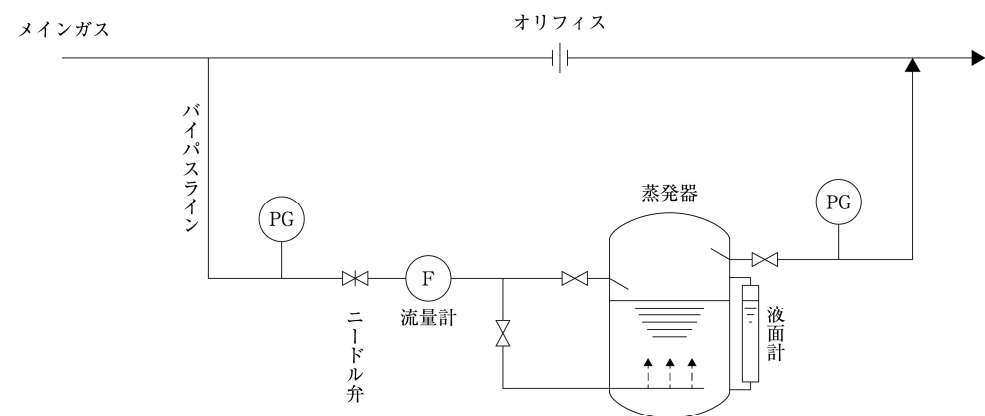 メインガス
オリフィス
バイパスライン
PG
ニードル弁
F
流量計
蒸発器
PG
液面計